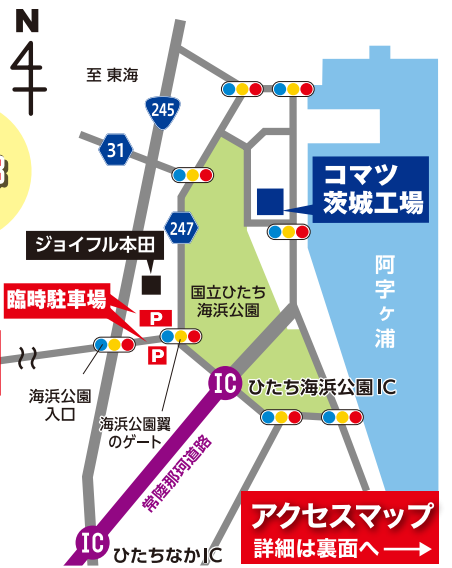 N
至 東海
245
31
コマツ
茨城工場
247
ジョイフル本田
臨時駐車場
国立ひたち
海浜公園
阿字ヶ浦
P
P
海浜公園
入口
海浜公園翼
のゲート
IC
ひたち海浜公園IC
常陸那珂道路
IC
ひたちなかIC
アクセスマップ
詳細は裏面へ